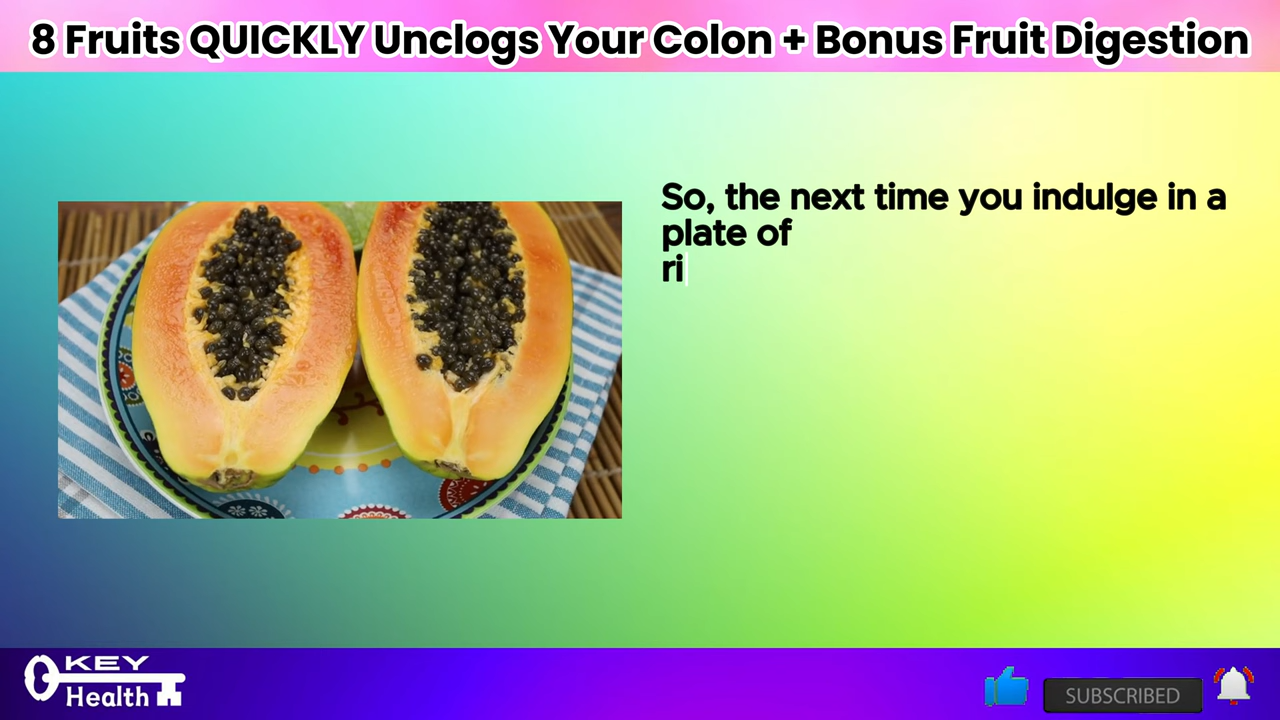 8 Fruits QUICKLY Unclogs Your Colon + Bonus Fruit Digestion
So, the next time you indulge in a
plate of
ri
KEY
Health
SUBSCRIBED